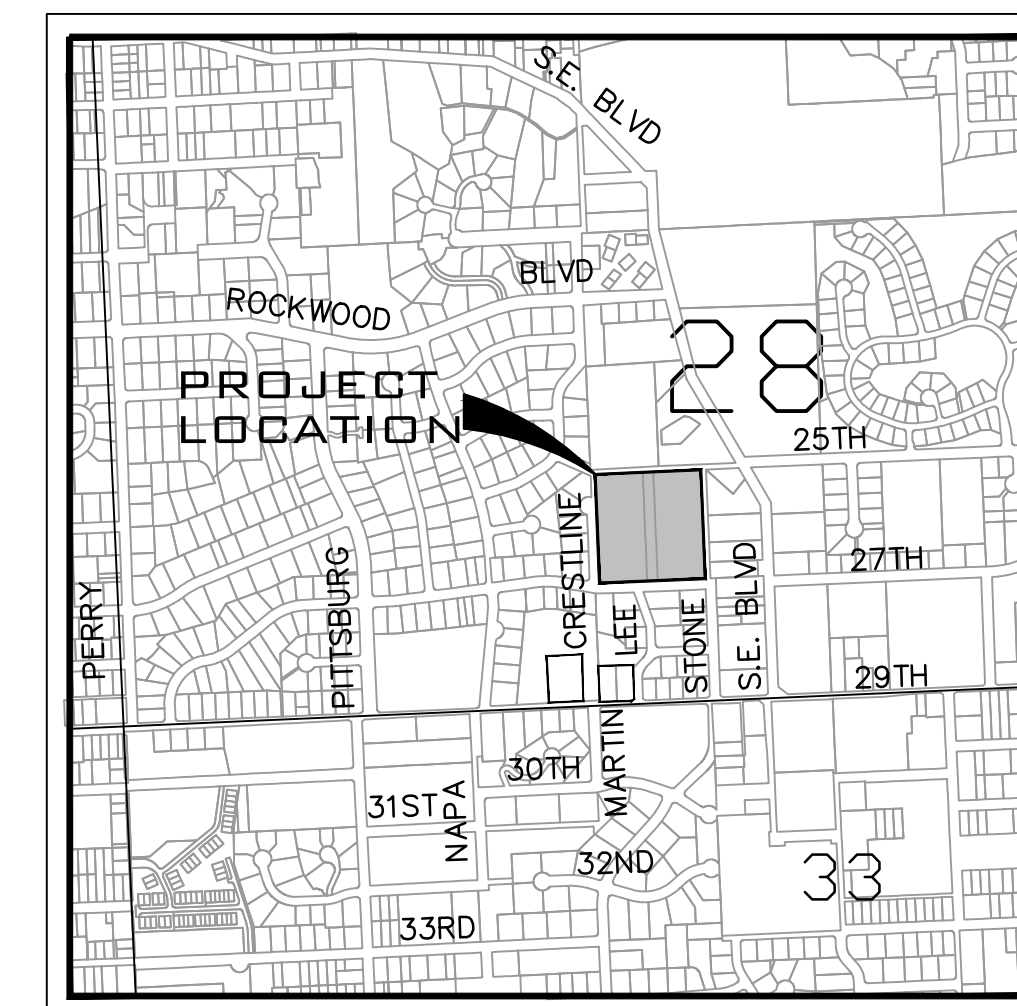 S.E. BLVD
BLVD
ROCKWOOD
28
PROJECT
LOCATION
25TH
CRESTLINE
27TH
PERRY
PITTSBURG
LEE
STONE
S.E. BLVD
29TH
MARTIN
30TH
31ST
NAPA
32ND
33
33RD